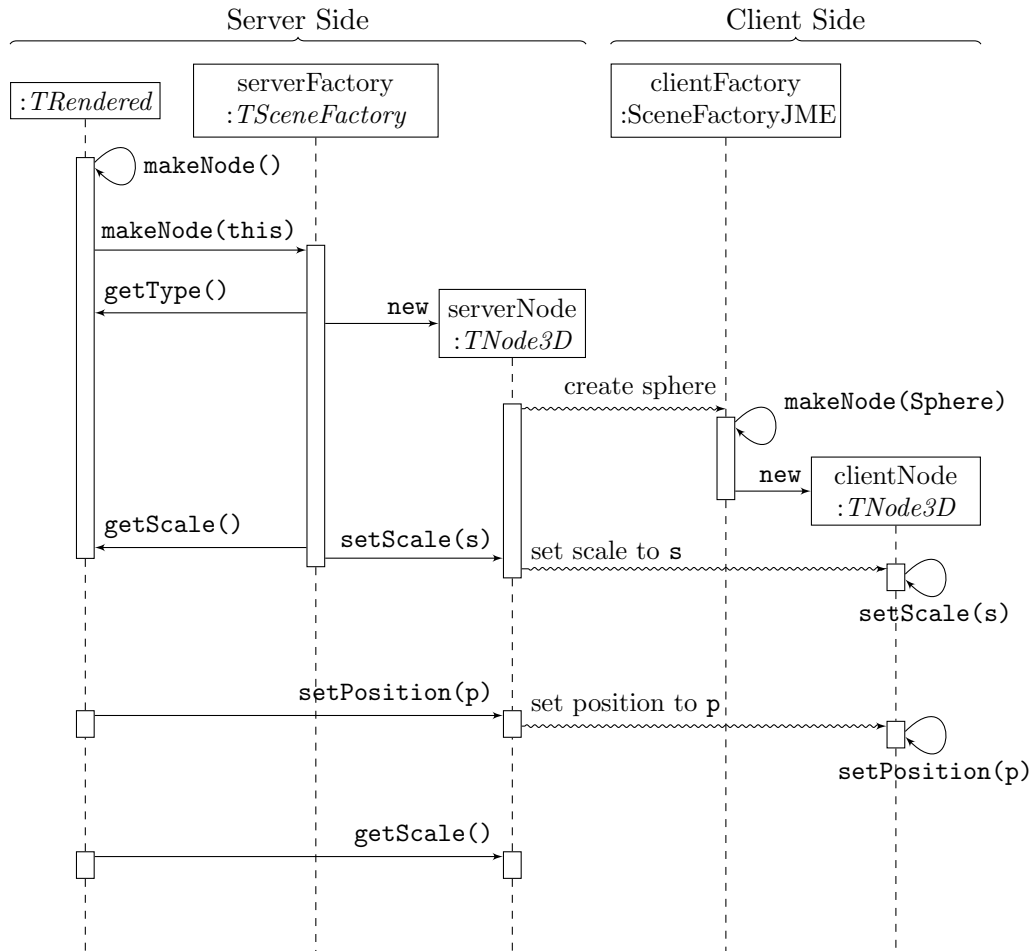 Server Side
Client Side
:TRendered
serverFactory
:TSceneFactory
clientFactory
:SceneFactoryJME
makeNode()
makeNode(this)
getType()
new
serverNode
:TNode3D
create sphere
makeNode(Sphere)
new
clientNode
:TNode3D
getScale()
setScale(s)
set scale to s
setScale(s)
setPosition(p)
set position to p
setPosition(p)
getScale()